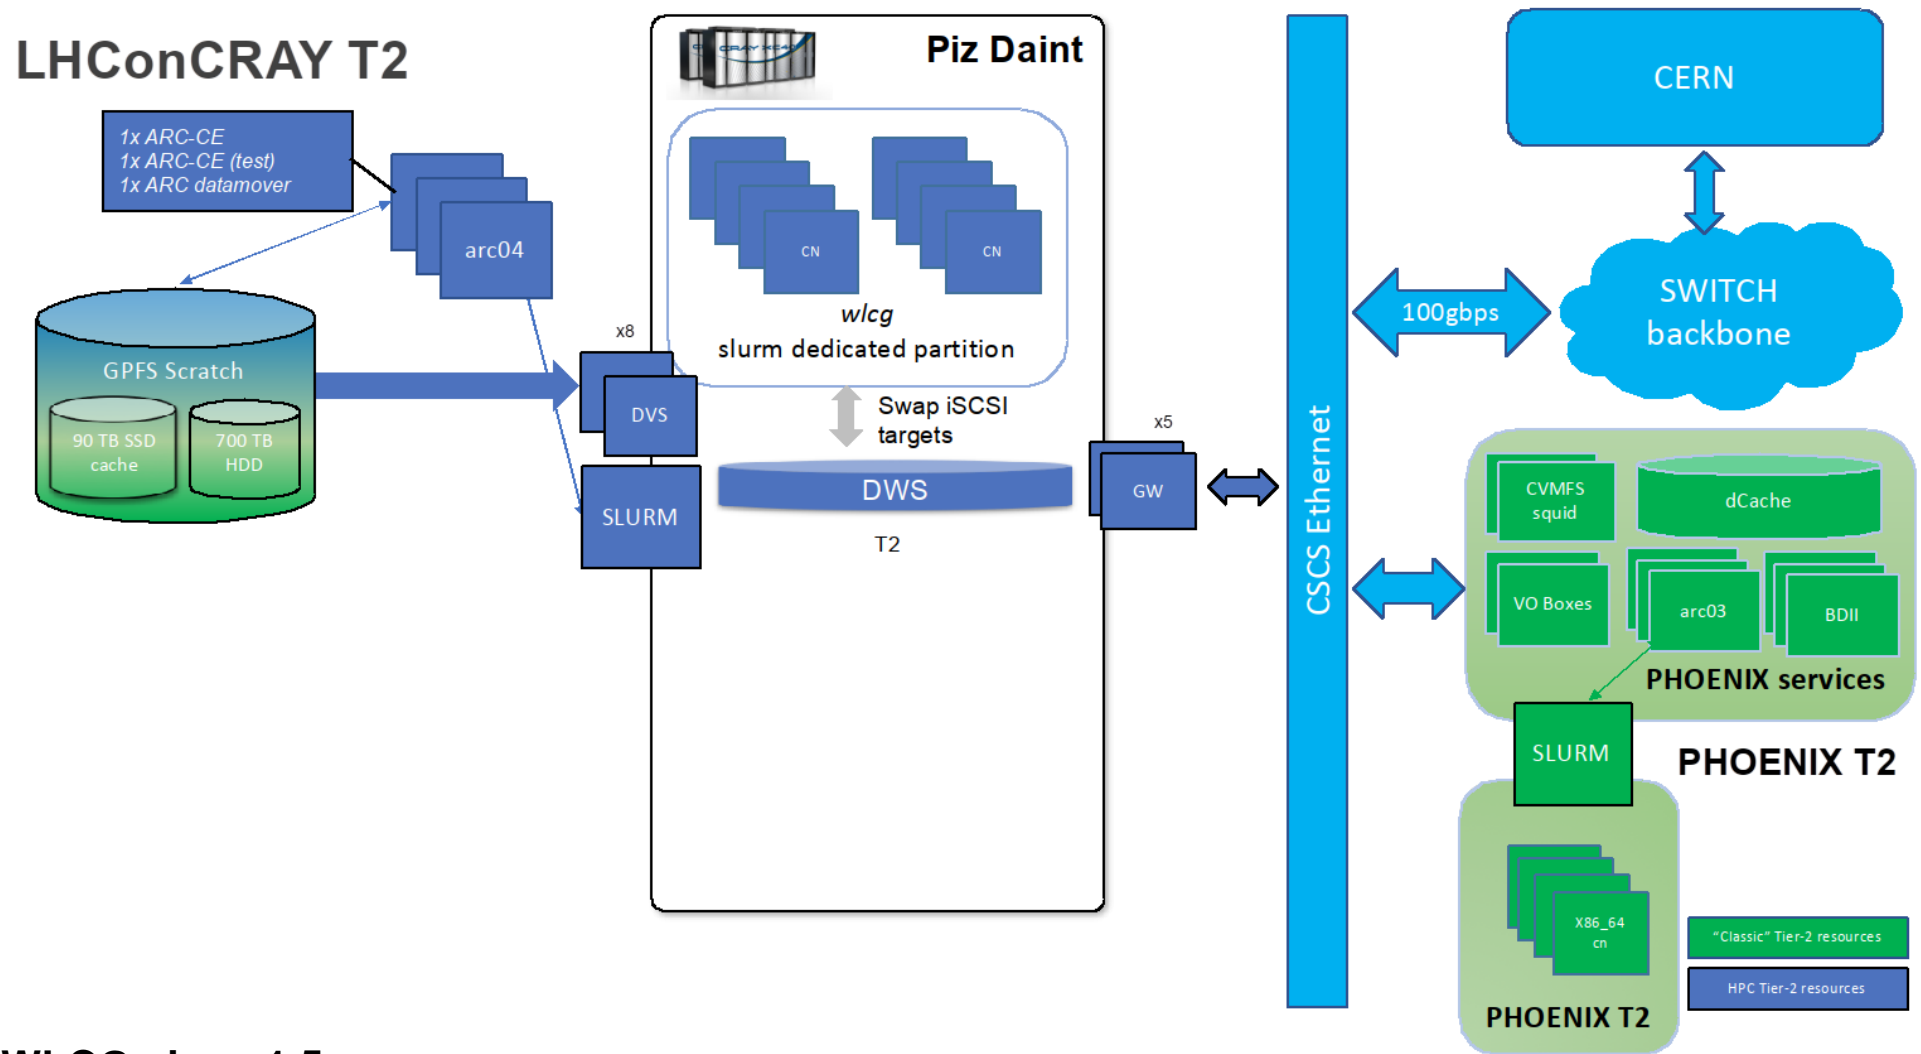 LHConCRAY T2
1x ARC-CE
1x ARC-CE (test)
1x ARC datamover
arc04
GPFS Scratch
90 TB SSD
cache
700 TB
HDD
x8
DVS
SLURM
Piz Daint
CRAY XC40
CN
CN
wlcg
slurm dedicated partition
Swap iSCSI
targets
DWS
T2
x5
GW
CSCS Ethernet
CERN
100gbps
SWITCH
backbone
CVMFS
squid
dCache
VO Boxes
arc03
BDII
PHOENIX services
SLURM
PHOENIX T2
X86_64
cn
PHOENIX T2
"Classic" Tier-2 resources
HPC Tier-2 resources